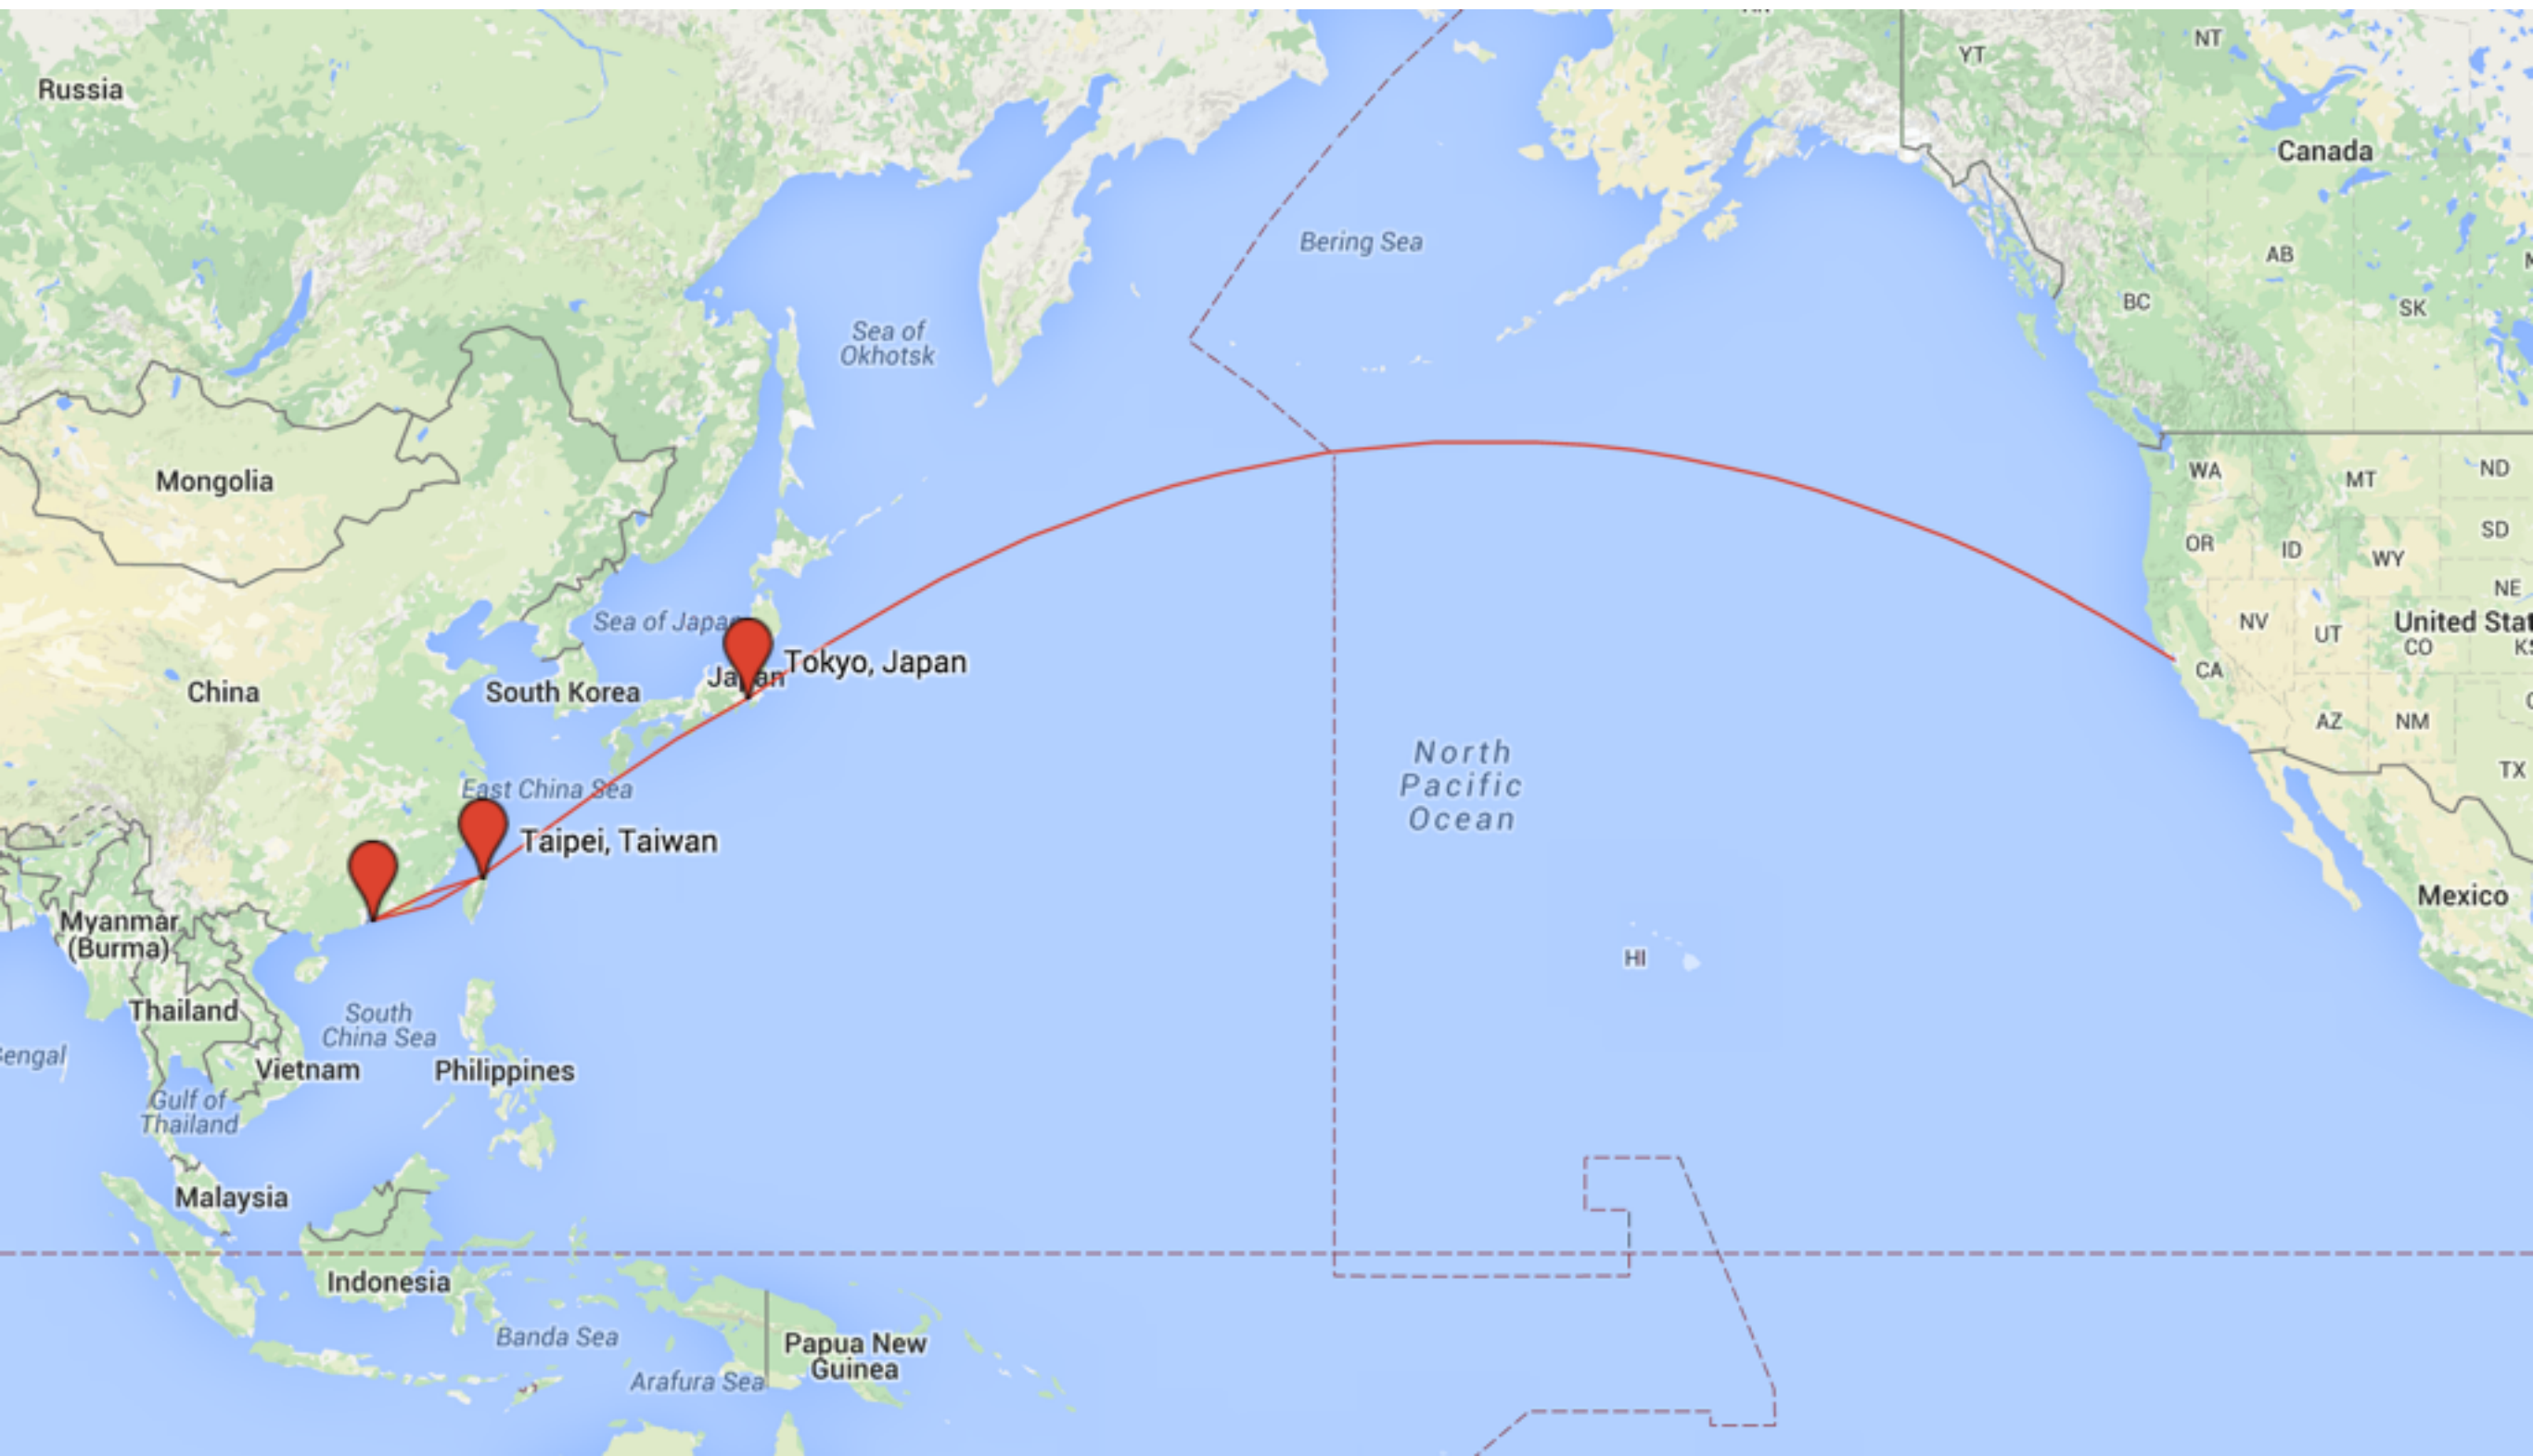 NT
YT
Russia
Canada
Bering Sea
AB
BC
SK
Sea of
Okhotsk
WA
ND
MT
Mongolia
SD
OR
ID
WY
NE
Sea of Japan
NV
United Stat
UT
CO
KS
Tokyo, Japan
Japan
CA
China
South Korea
AZ
NM
North
Pacific
Ocean
TX
East China Sea
Taipei, Taiwan
Mexico
Myanmar
(Burma)
HI
Thailand
South
China Sea
engal
Vietnam
Philippines
Gulf of
Thailand
Malaysia
Indonesia
Banda Sea
Papua New
Guinea
Arafura Sea